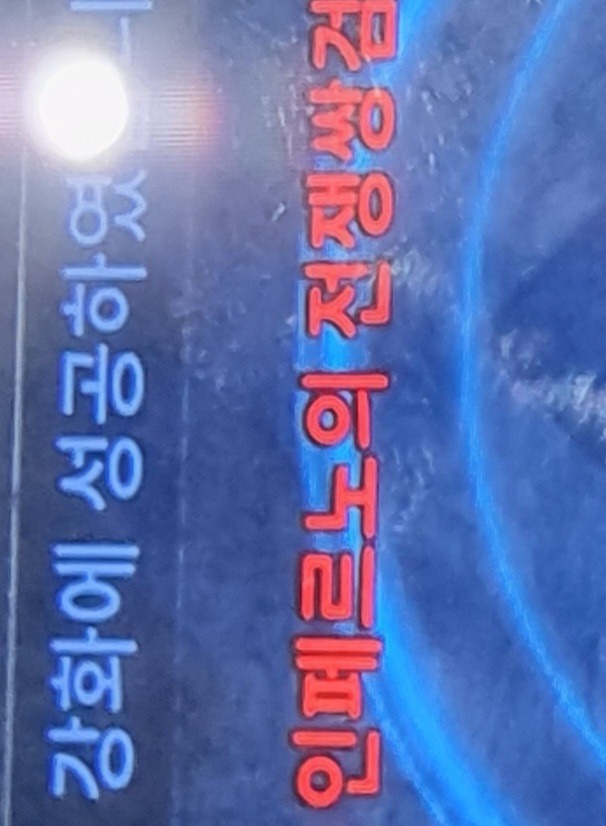 강화에 성공하였
인페르노의 전쟁쌍검